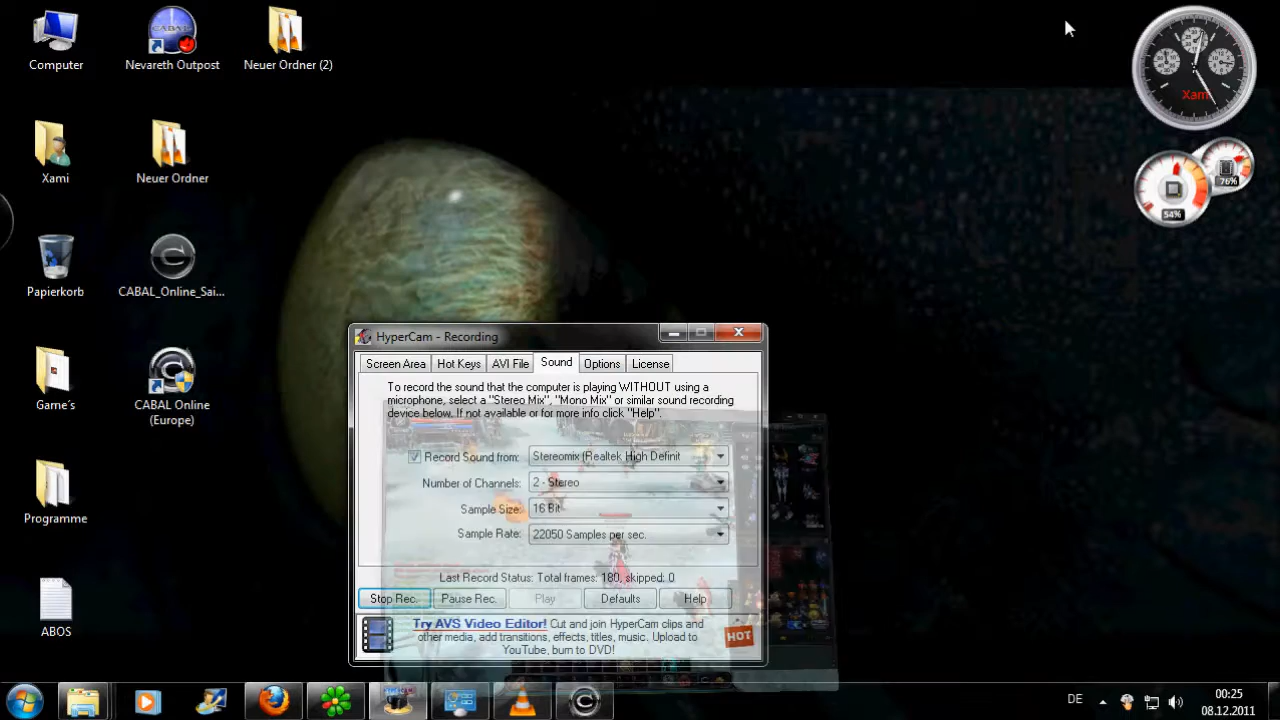 Computer
Nevareth Outpost
Neuer Ordner (2)
Xami
Neuer Ordner
Papierkorb
CABAL_Online_Sai...
Game's
CABAL Online
(Europe)
Programme
ABOS
Xami
76%
54%
HyperCam - Recording
Screen Area
Hot Keys
AVI File
Sound
Options
License
To record the sound that the computer is playing WITHOUT using a
microphone, select a "Stereo Mix", "Mono Mix" or similar sound recording
device below. If not available or for more info click "Help".
Record Sound from:
Stereomix (Realtek High Definit
Number of Channels:
2 - Stereo
Sample Size:
16 Bit
Sample Rate:
22050 Samples per sec.
Last Record Status: Total frames: 180, skipped: 0
Stop Rec.
Pause Rec.
Play
Defaults
Help
Try AVS Video Editor! Cut and join HyperCam clips and
other media, add transitions, effects, titles, music. Upload to
YouTube, burn to DVD!
HOT
DE
00:25
08.12.2011